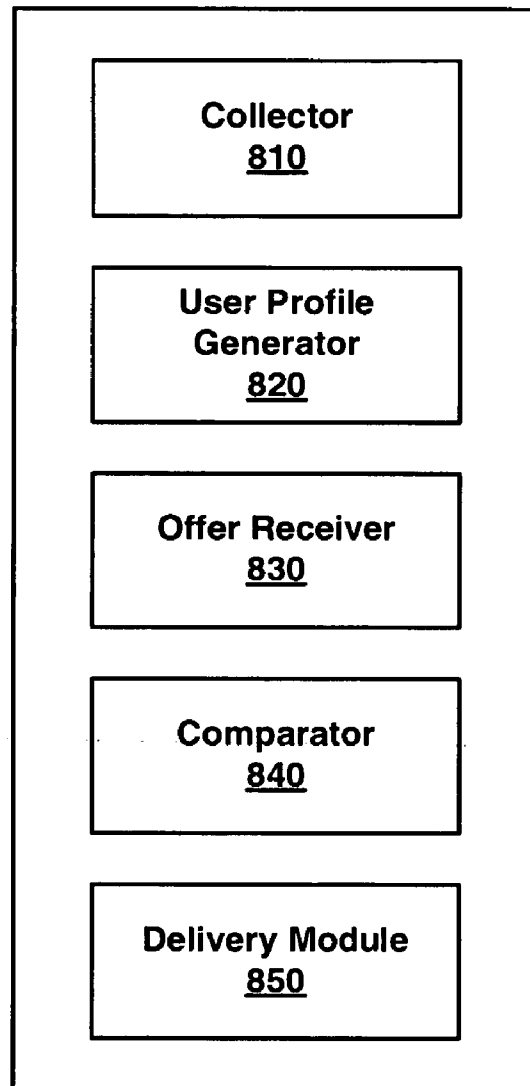 Collector
810
User Profile
Generator
820
Offer Receiver
830
Comparator
840
Delivery Module
850